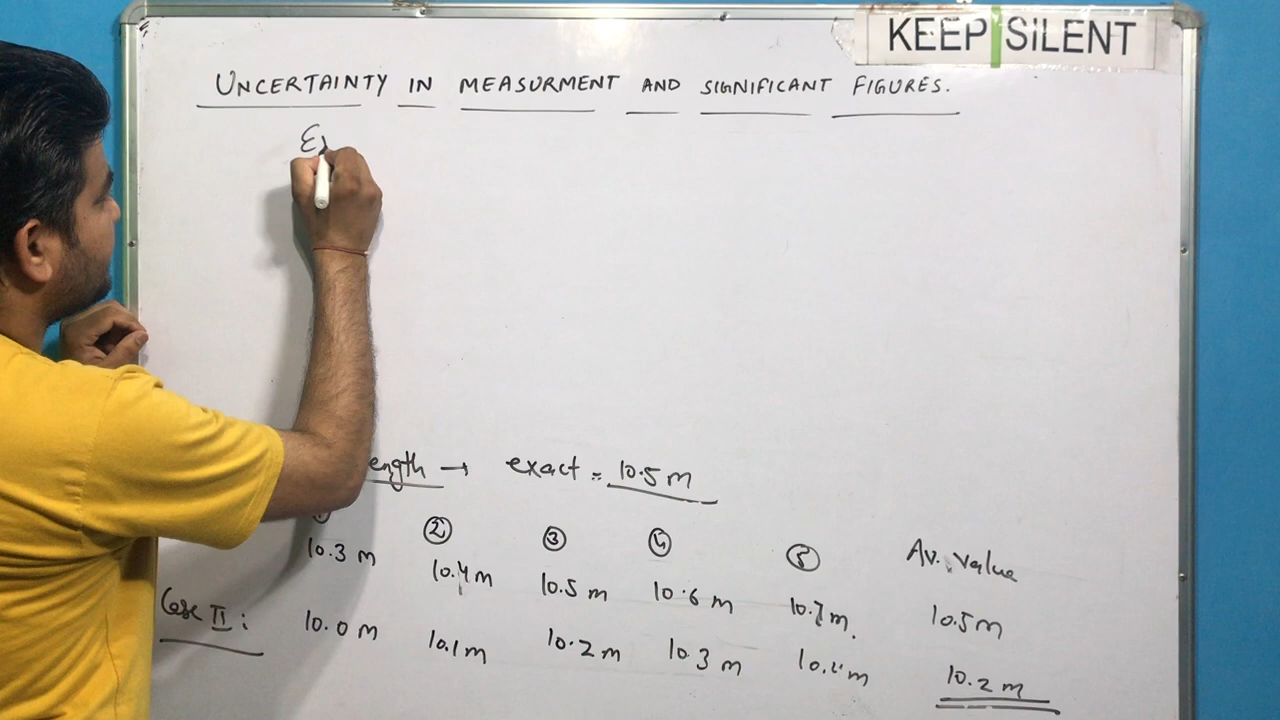 KEEP SILENT
UNCERTAINTY IN MEASURMENT AND SIGNIFICANT FIGURES.
ength → exact = 10.5 m
② ③ ④ ⑤ Av. Value
10.3 m 10.4 m 10.5 m 10.6 m 10.7 m. 10.5 m
Case II : 10.0 m 10.1 m 10.2 m 10.3 m 10.4 m 10.2 m